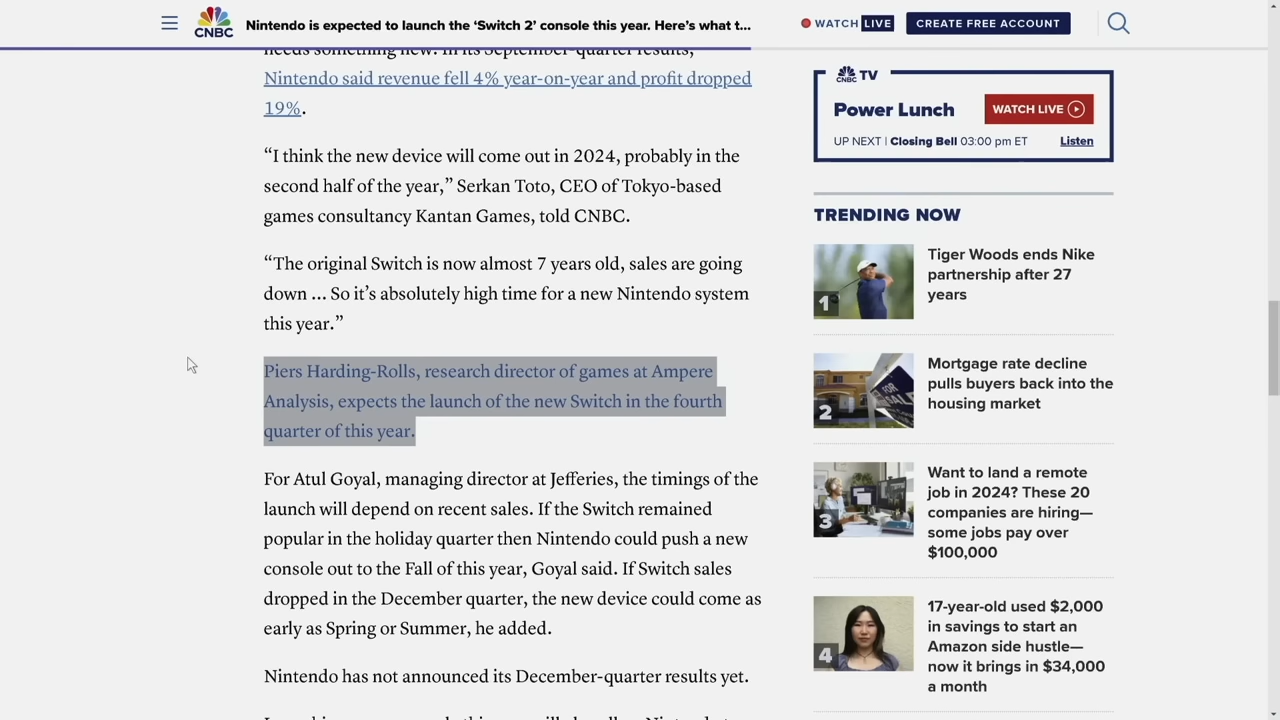 CNBC
Nintendo is expected to launch the ‘Switch 2’ console this year. Here’s what t...
WATCH LIVE
CREATE FREE ACCOUNT
needs something new. In its September-quarter results,
Nintendo said revenue fell 4% year-on-year and profit dropped
19%.
“I think the new device will come out in 2024, probably in the
second half of the year,” Serkan Toto, CEO of Tokyo-based
games consultancy Kantan Games, told CNBC.
“The original Switch is now almost 7 years old, sales are going
down ... So it’s absolutely high time for a new Nintendo system
this year.”
Piers Harding-Rolls, research director of games at Ampere
Analysis, expects the launch of the new Switch in the fourth
quarter of this year.
For Atul Goyal, managing director at Jefferies, the timings of the
launch will depend on recent sales. If the Switch remained
popular in the holiday quarter then Nintendo could push a new
console out to the Fall of this year, Goyal said. If Switch sales
dropped in the December quarter, the new device could come as
early as Spring or Summer, he added.
Nintendo has not announced its December-quarter results yet.
CNBC TV
Power Lunch
WATCH LIVE
UP NEXT | Closing Bell 03:00 pm ET
Listen
TRENDING NOW
1
Tiger Woods ends Nike
partnership after 27
years
2
Mortgage rate decline
pulls buyers back into the
housing market
3
Want to land a remote
job in 2024? These 20
companies are hiring—
some jobs pay over
$100,000
4
17-year-old used $2,000
in savings to start an
Amazon side hustle—
now it brings in $34,000
a month